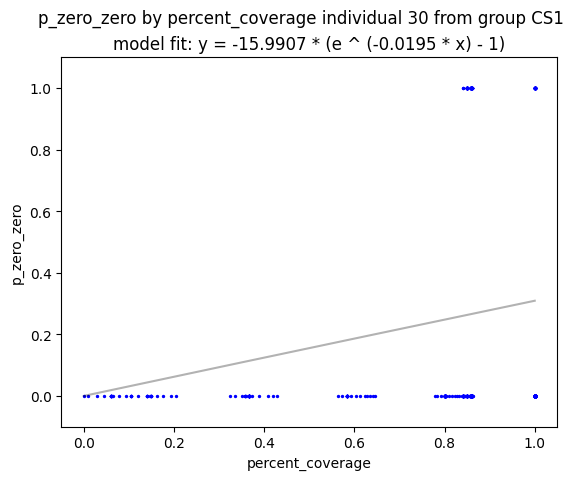 p_zero_zero by percent_coverage individual 30 from group CS1
model fit: y = -15.9907 * (e ^ (-0.0195 * x) - 1)
1.0
0.8
0.6
0.4
0.2
0.0
p_zero_zero
0.0 0.2 0.4 0.6 0.8 1.0
percent_coverage